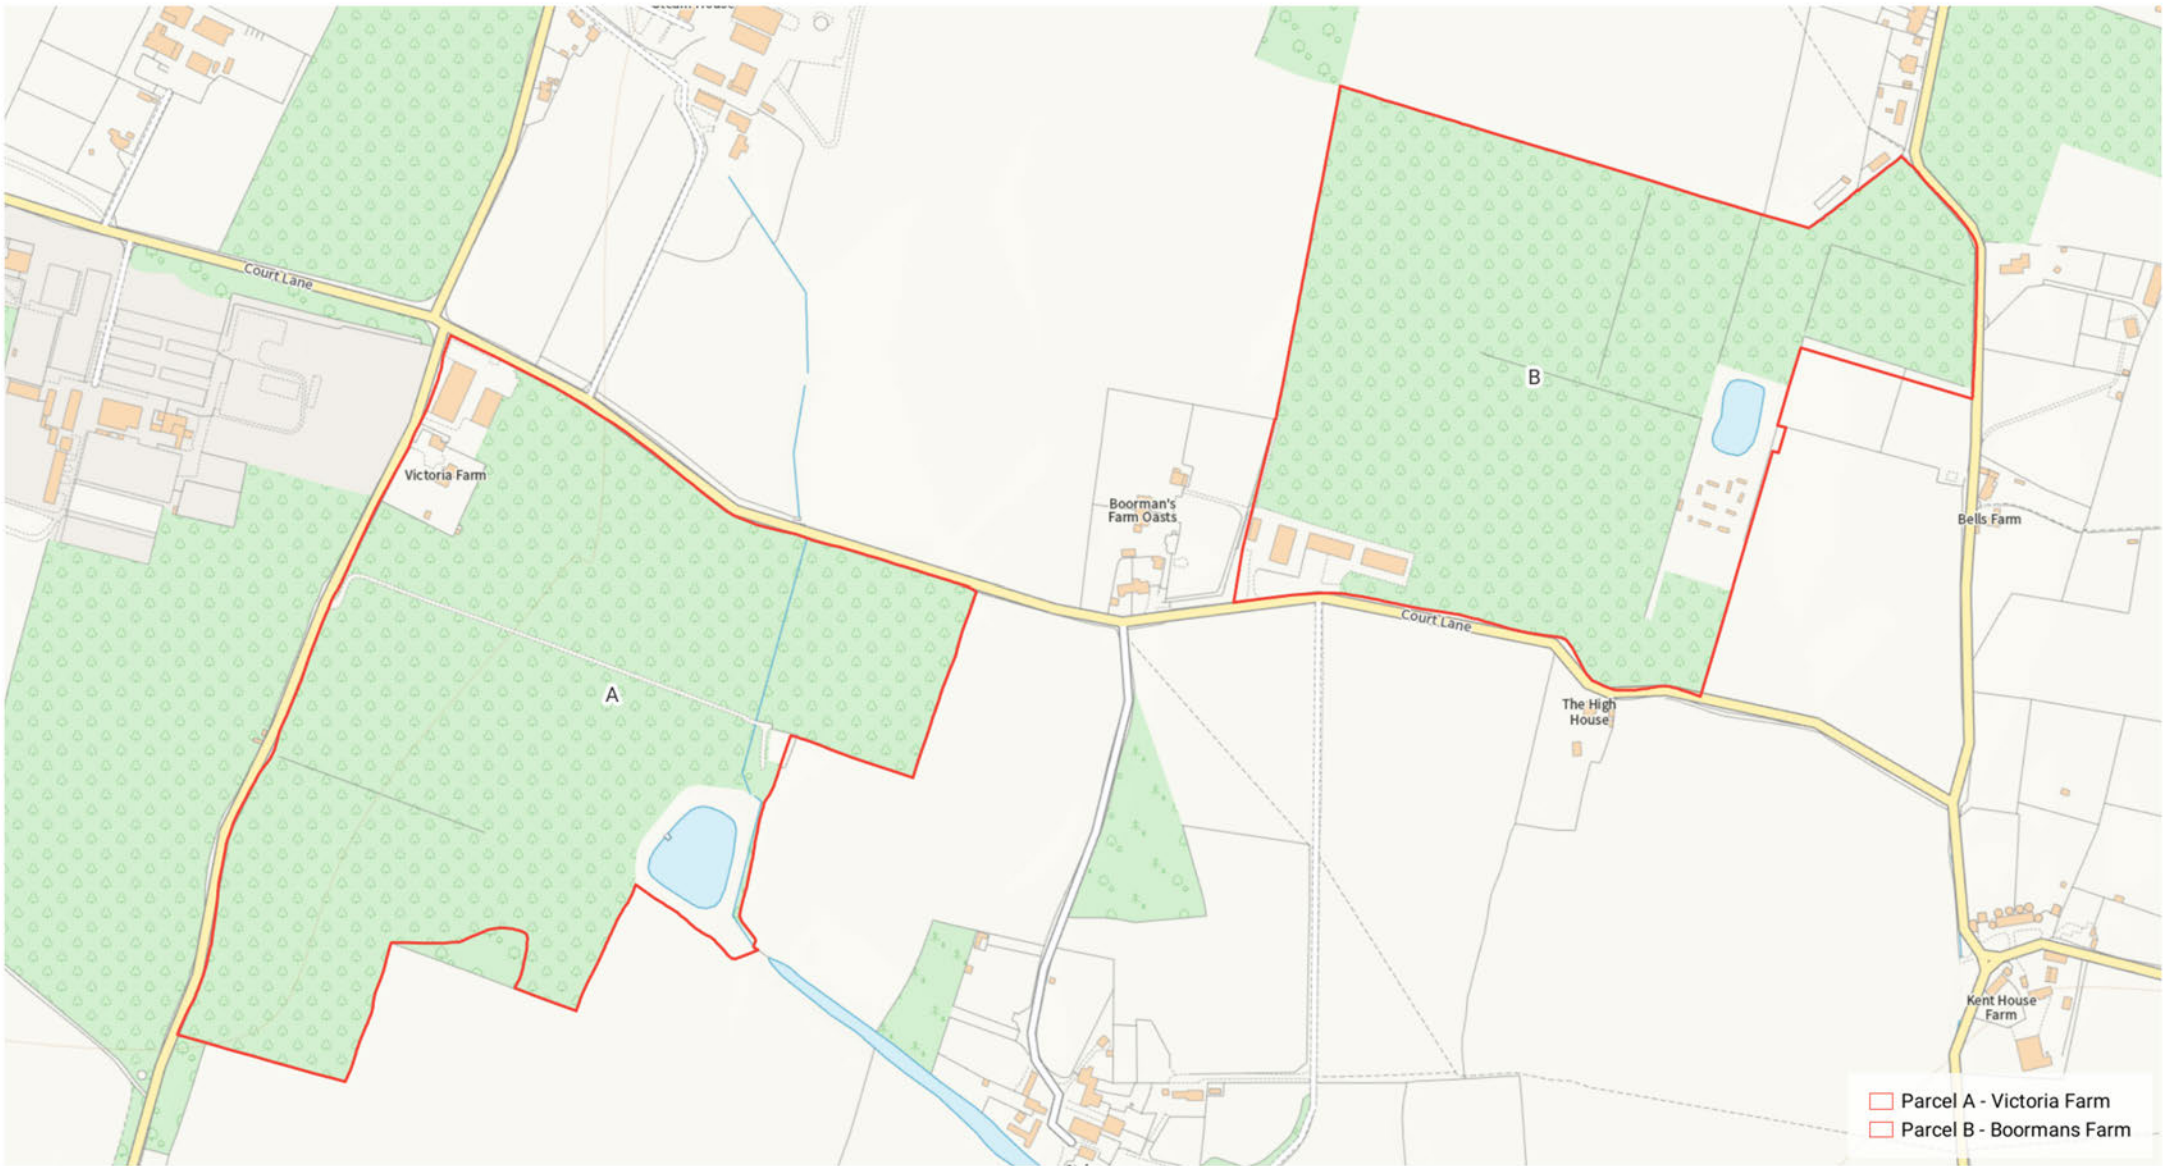 Court Lane
Victoria Farm
B
Boorman's
Farm Oasts
Bells Farm
Court Lane
A
The High
House
Kent House
Farm
Parcel A - Victoria Farm
Parcel B - Boormans Farm